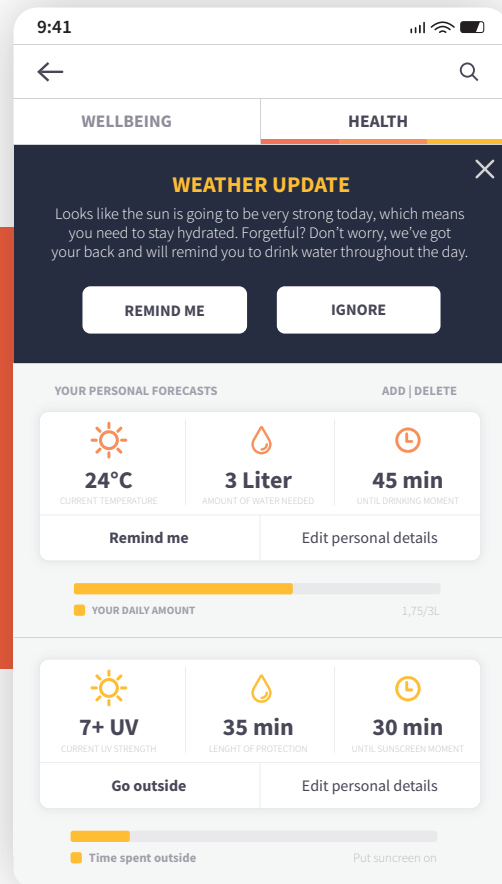 9:41
WELLBEING HEALTH
WEATHER UPDATE
Looks like the sun is going to be very strong today, which means
you need to stay hydrated. Forgetful? Don't worry, we've got
your back and will remind you to drink water throughout the day.
REMIND ME IGNORE
YOUR PERSONAL FORECASTS ADD | DELETE
24°C 3 Liter 45 min
CURRENT TEMPERATURE AMOUNT OF WATER NEEDED UNTIL DRINKING MOMENT
Remind me Edit personal details
YOUR DAILY AMOUNT 1,75/3L
7+ UV 35 min 30 min
CURRENT UV STRENGTH LENGHT OF PROTECTION UNTIL SUNSCREEN MOMENT
Go outside Edit personal details
Time spent outside Put suncreen on